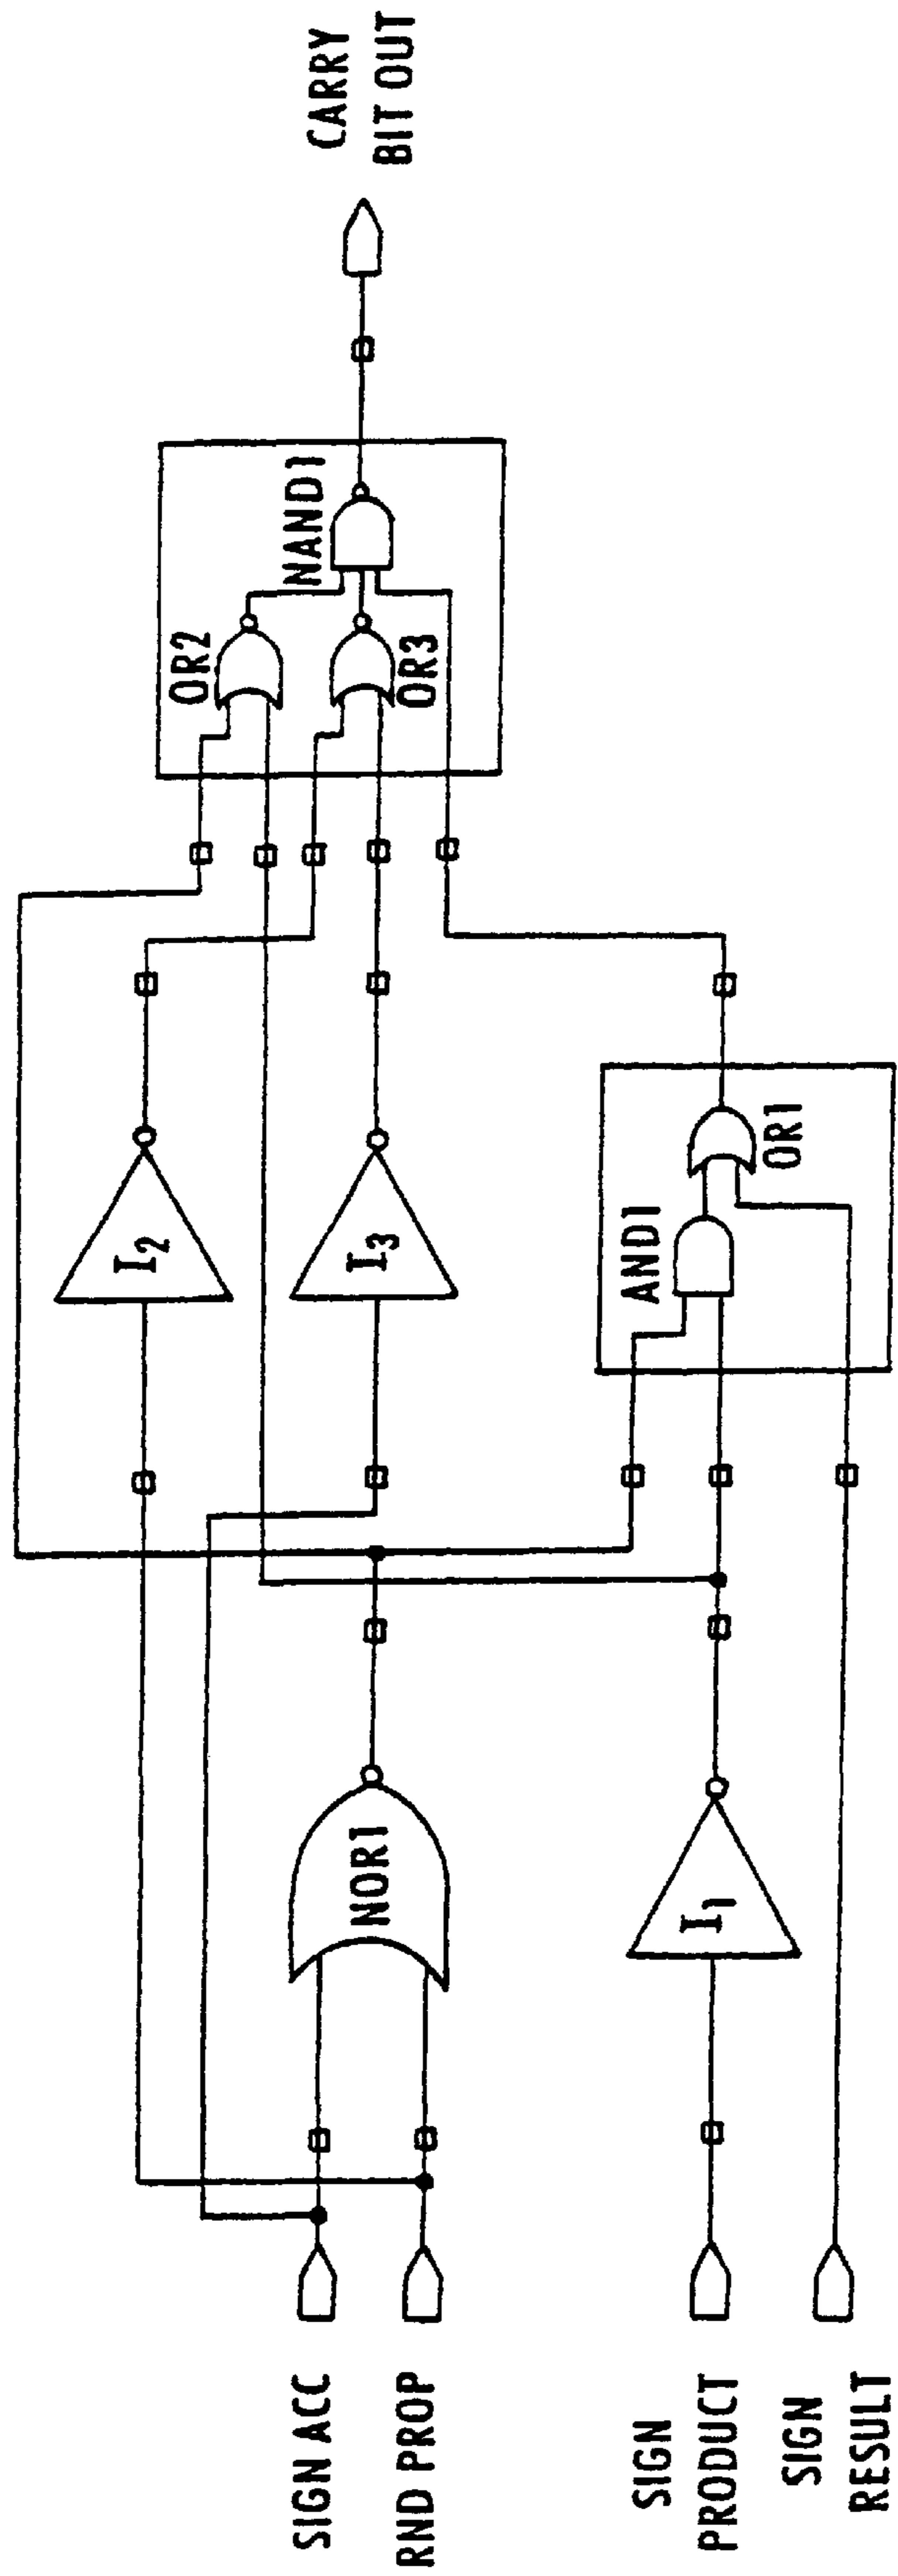 SIGN ACC
RND PROP
SIGN
PRODUCT
SIGN
RESULT
NOR1
I1
I2
I3
AND1
OR1
OR2
OR3
NAND1
CARRY
BIT OUT